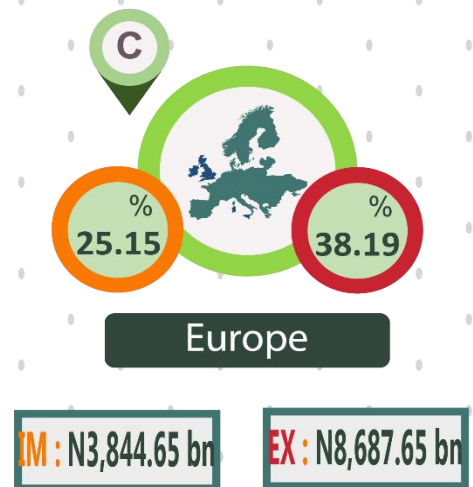 C
%
25.15
%
38.19
Europe
IM : N3,844.65 bn
EX : N8,687.65 bn